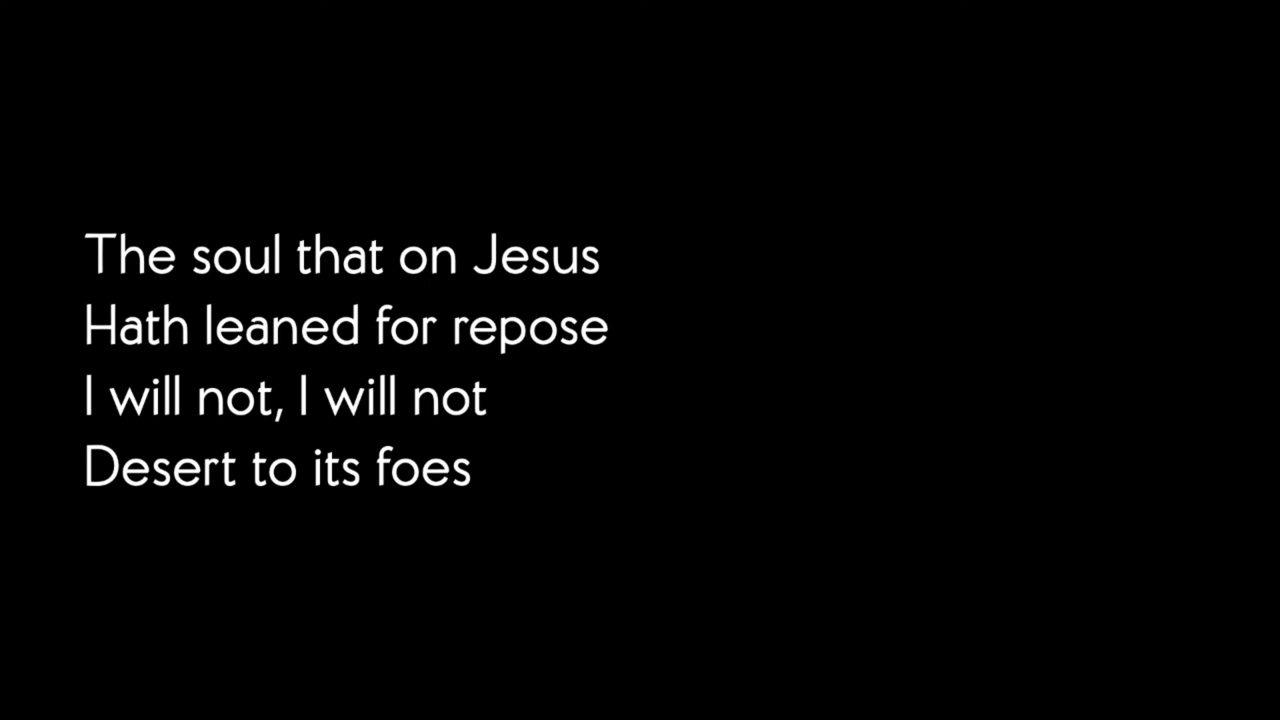 The soul that on Jesus
Hath leaned for repose
I will not, I will not
Desert to its foes